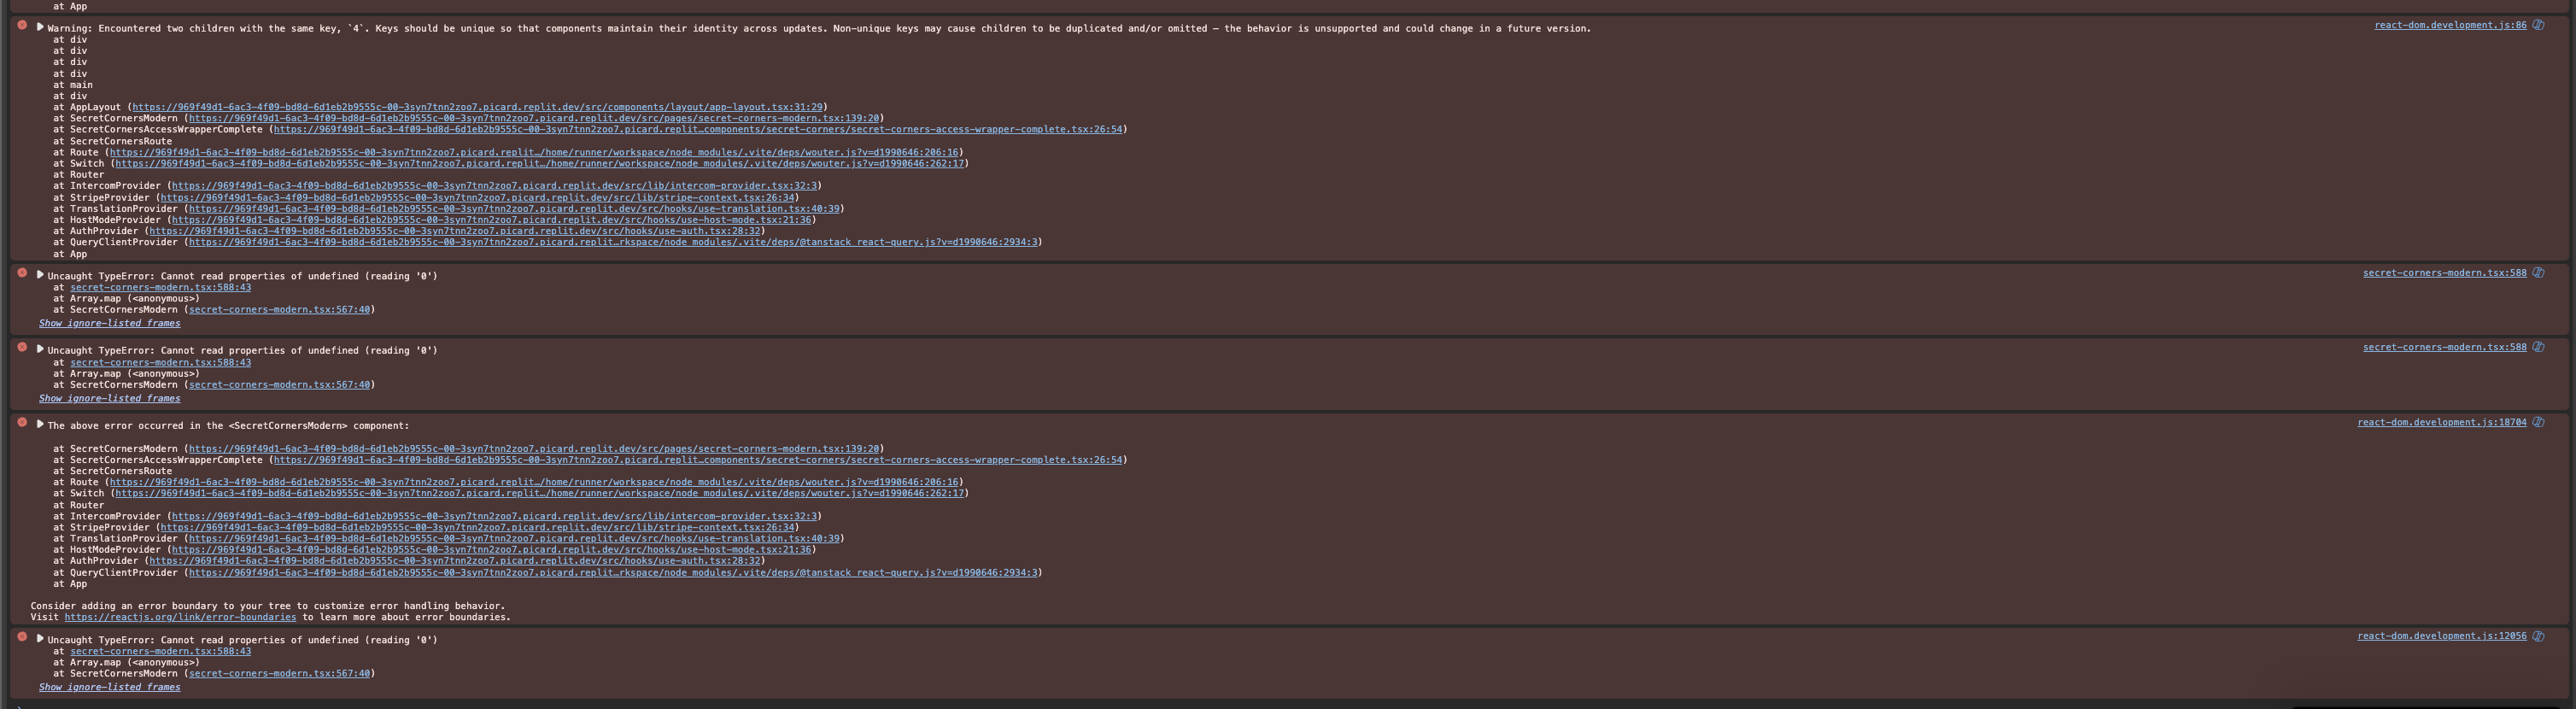 at App
Warning: Encountered two children with the same key, `4`. Keys should be unique so that components maintain their identity across updates. Non-unique keys may cause children to be duplicated and/or omitted — the behavior is unsupported and could change in a future version.
react-dom.development.js:86
at div
at div
at div
at div
at main
at div
at AppLayout (https://969f49d1-6ac3-4f09-bd8d-6d1eb2b9555c-00-3syn7tnn2zoo7.picard.replit.dev/src/components/layout/app-layout.tsx:31:29)
at SecretCornersModern (https://969f49d1-6ac3-4f09-bd8d-6d1eb2b9555c-00-3syn7tnn2zoo7.picard.replit.dev/src/pages/secret-corners-modern.tsx:139:20)
at SecretCornersAccessWrapperComplete (https://969f49d1-6ac3-4f09-bd8d-6d1eb2b9555c-00-3syn7tnn2zoo7.picard.replit…components/secret-corners/secret-corners-access-wrapper-complete.tsx:26:54)
at SecretCornersRoute
at Route (https://969f49d1-6ac3-4f09-bd8d-6d1eb2b9555c-00-3syn7tnn2zoo7.picard.replit…/home/runner/workspace/node_modules/.vite/deps/wouter.js?v=d1990646:206:16)
at Switch (https://969f49d1-6ac3-4f09-bd8d-6d1eb2b9555c-00-3syn7tnn2zoo7.picard.replit…/home/runner/workspace/node_modules/.vite/deps/wouter.js?v=d1990646:262:17)
at Router
at IntercomProvider (https://969f49d1-6ac3-4f09-bd8d-6d1eb2b9555c-00-3syn7tnn2zoo7.picard.replit.dev/src/lib/intercom-provider.tsx:32:3)
at StripeProvider (https://969f49d1-6ac3-4f09-bd8d-6d1eb2b9555c-00-3syn7tnn2zoo7.picard.replit.dev/src/lib/stripe-context.tsx:26:34)
at TranslationProvider (https://969f49d1-6ac3-4f09-bd8d-6d1eb2b9555c-00-3syn7tnn2zoo7.picard.replit.dev/src/hooks/use-translation.tsx:40:39)
at HostModeProvider (https://969f49d1-6ac3-4f09-bd8d-6d1eb2b9555c-00-3syn7tnn2zoo7.picard.replit.dev/src/hooks/use-host-mode.tsx:21:36)
at AuthProvider (https://969f49d1-6ac3-4f09-bd8d-6d1eb2b9555c-00-3syn7tnn2zoo7.picard.replit.dev/src/hooks/use-auth.tsx:28:32)
at QueryClientProvider (https://969f49d1-6ac3-4f09-bd8d-6d1eb2b9555c-00-3syn7tnn2zoo7.picard.replit…rkspace/node_modules/.vite/deps/@tanstack_react-query.js?v=d1990646:2934:3)
at App
Uncaught TypeError: Cannot read properties of undefined (reading '0')
secret-corners-modern.tsx:588
at secret-corners-modern.tsx:588:43
at Array.map (<anonymous>)
at SecretCornersModern (secret-corners-modern.tsx:567:40)
Show ignore-listed frames
Uncaught TypeError: Cannot read properties of undefined (reading '0')
secret-corners-modern.tsx:588
at secret-corners-modern.tsx:588:43
at Array.map (<anonymous>)
at SecretCornersModern (secret-corners-modern.tsx:567:40)
Show ignore-listed frames
The above error occurred in the <SecretCornersModern> component:
react-dom.development.js:18704
at SecretCornersModern (https://969f49d1-6ac3-4f09-bd8d-6d1eb2b9555c-00-3syn7tnn2zoo7.picard.replit.dev/src/pages/secret-corners-modern.tsx:139:20)
at SecretCornersAccessWrapperComplete (https://969f49d1-6ac3-4f09-bd8d-6d1eb2b9555c-00-3syn7tnn2zoo7.picard.replit…components/secret-corners/secret-corners-access-wrapper-complete.tsx:26:54)
at SecretCornersRoute
at Route (https://969f49d1-6ac3-4f09-bd8d-6d1eb2b9555c-00-3syn7tnn2zoo7.picard.replit…/home/runner/workspace/node_modules/.vite/deps/wouter.js?v=d1990646:206:16)
at Switch (https://969f49d1-6ac3-4f09-bd8d-6d1eb2b9555c-00-3syn7tnn2zoo7.picard.replit…/home/runner/workspace/node_modules/.vite/deps/wouter.js?v=d1990646:262:17)
at Router
at IntercomProvider (https://969f49d1-6ac3-4f09-bd8d-6d1eb2b9555c-00-3syn7tnn2zoo7.picard.replit.dev/src/lib/intercom-provider.tsx:32:3)
at StripeProvider (https://969f49d1-6ac3-4f09-bd8d-6d1eb2b9555c-00-3syn7tnn2zoo7.picard.replit.dev/src/lib/stripe-context.tsx:26:34)
at TranslationProvider (https://969f49d1-6ac3-4f09-bd8d-6d1eb2b9555c-00-3syn7tnn2zoo7.picard.replit.dev/src/hooks/use-translation.tsx:40:39)
at HostModeProvider (https://969f49d1-6ac3-4f09-bd8d-6d1eb2b9555c-00-3syn7tnn2zoo7.picard.replit.dev/src/hooks/use-host-mode.tsx:21:36)
at AuthProvider (https://969f49d1-6ac3-4f09-bd8d-6d1eb2b9555c-00-3syn7tnn2zoo7.picard.replit.dev/src/hooks/use-auth.tsx:28:32)
at QueryClientProvider (https://969f49d1-6ac3-4f09-bd8d-6d1eb2b9555c-00-3syn7tnn2zoo7.picard.replit…rkspace/node_modules/.vite/deps/@tanstack_react-query.js?v=d1990646:2934:3)
at App
Consider adding an error boundary to your tree to customize error handling behavior.
Visit https://reactjs.org/link/error-boundaries to learn more about error boundaries.
Uncaught TypeError: Cannot read properties of undefined (reading '0')
react-dom.development.js:12056
at secret-corners-modern.tsx:588:43
at Array.map (<anonymous>)
at SecretCornersModern (secret-corners-modern.tsx:567:40)
Show ignore-listed frames